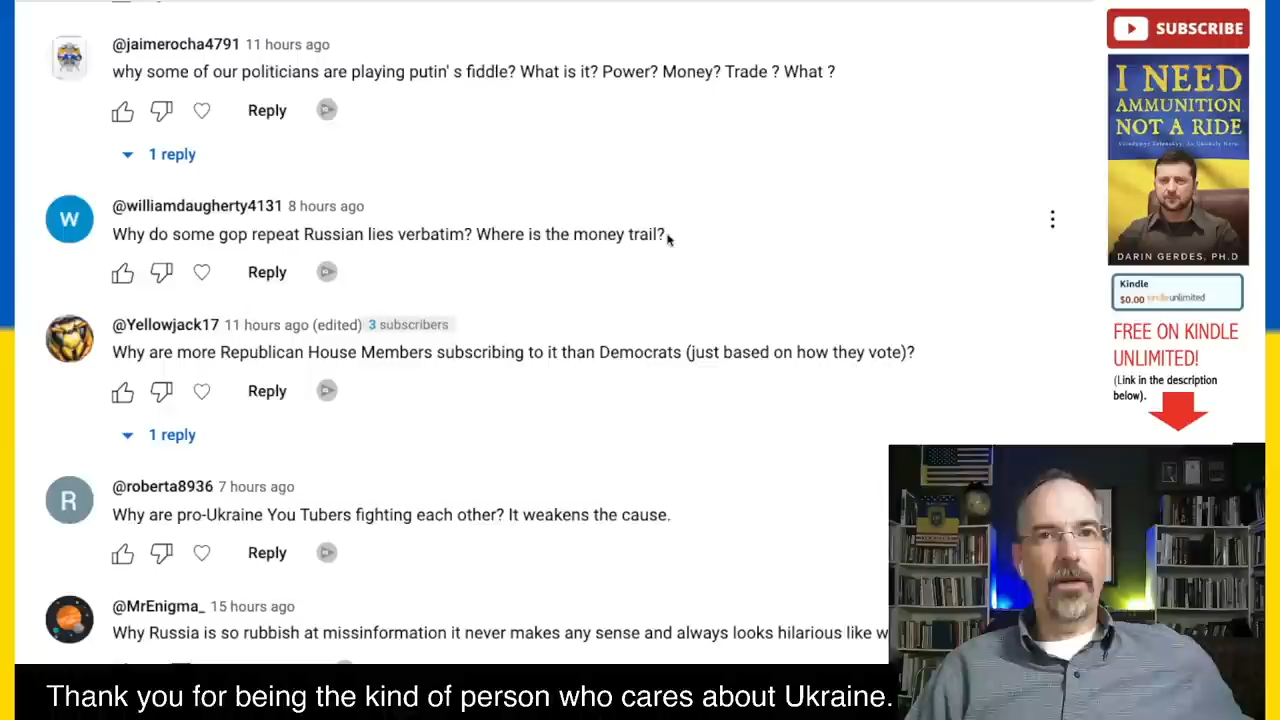 @jaimerocha4791 11 hours ago
why some of our politicians are playing putin' s fiddle? What is it? Power? Money? Trade ? What ?
Reply
1 reply
W
@williamdaugherty4131 8 hours ago
Why do some gop repeat Russian lies verbatim? Where is the money trail?
Reply
@Yellowjack17 11 hours ago (edited) 3 subscribers
Why are more Republican House Members subscribing to it than Democrats (just based on how they vote)?
Reply
1 reply
R
@roberta8936 7 hours ago
Why are pro-Ukraine You Tubers fighting each other? It weakens the cause.
Reply
@MrEnigma_ 15 hours ago
Why Russia is so rubbish at missinformation it never makes any sense and always looks hilarious like w
SUBSCRIBE
I NEED
AMMUNITION
NOT A RIDE
Volodymyr Zelenskyy, An Unlikely Hero
DARIN GERDES, PH.D
Kindle
$0.00 kindleunlimited
FREE ON KINDLE
UNLIMITED!
(Link in the description
below).
Thank you for being the kind of person who cares about Ukraine.